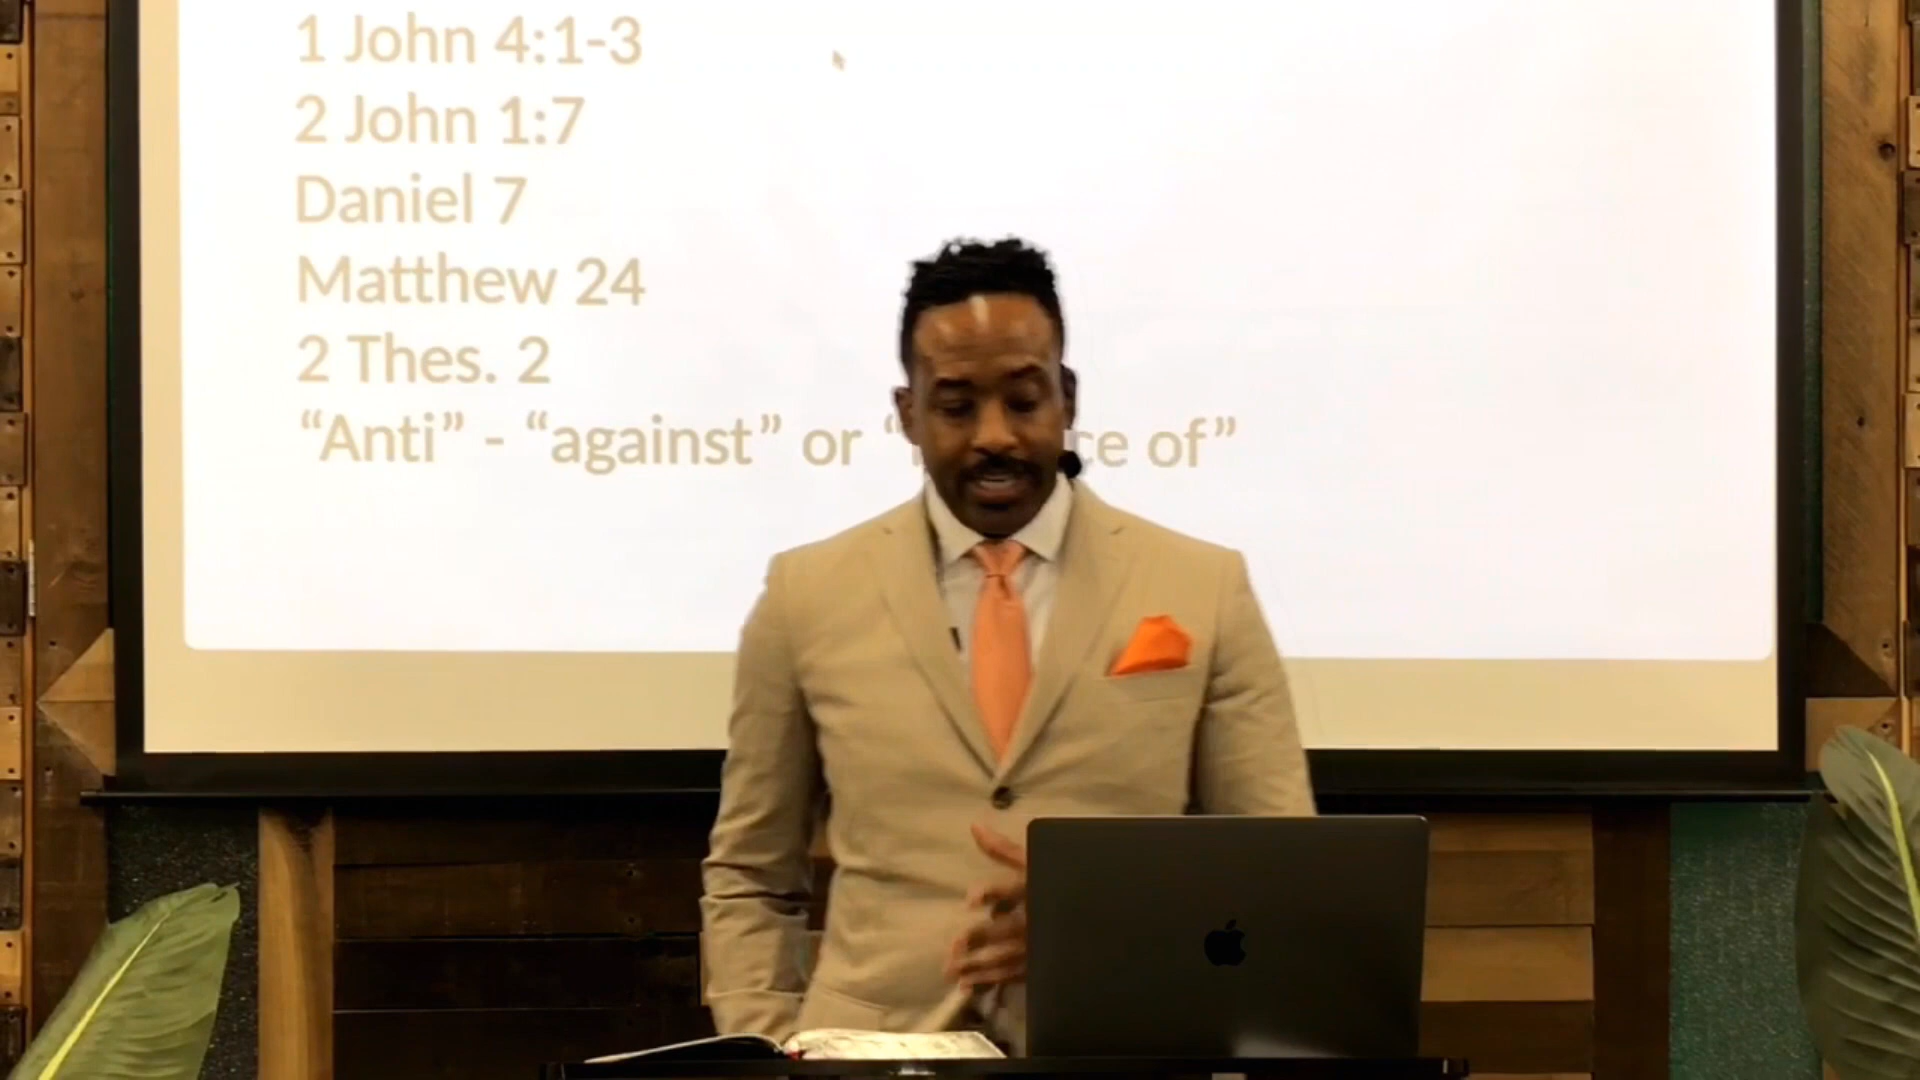 1 John 4:1-3
2 John 1:7
Daniel 7
Matthew 24
2 Thes. 2
“Anti” - “against” or “ of”